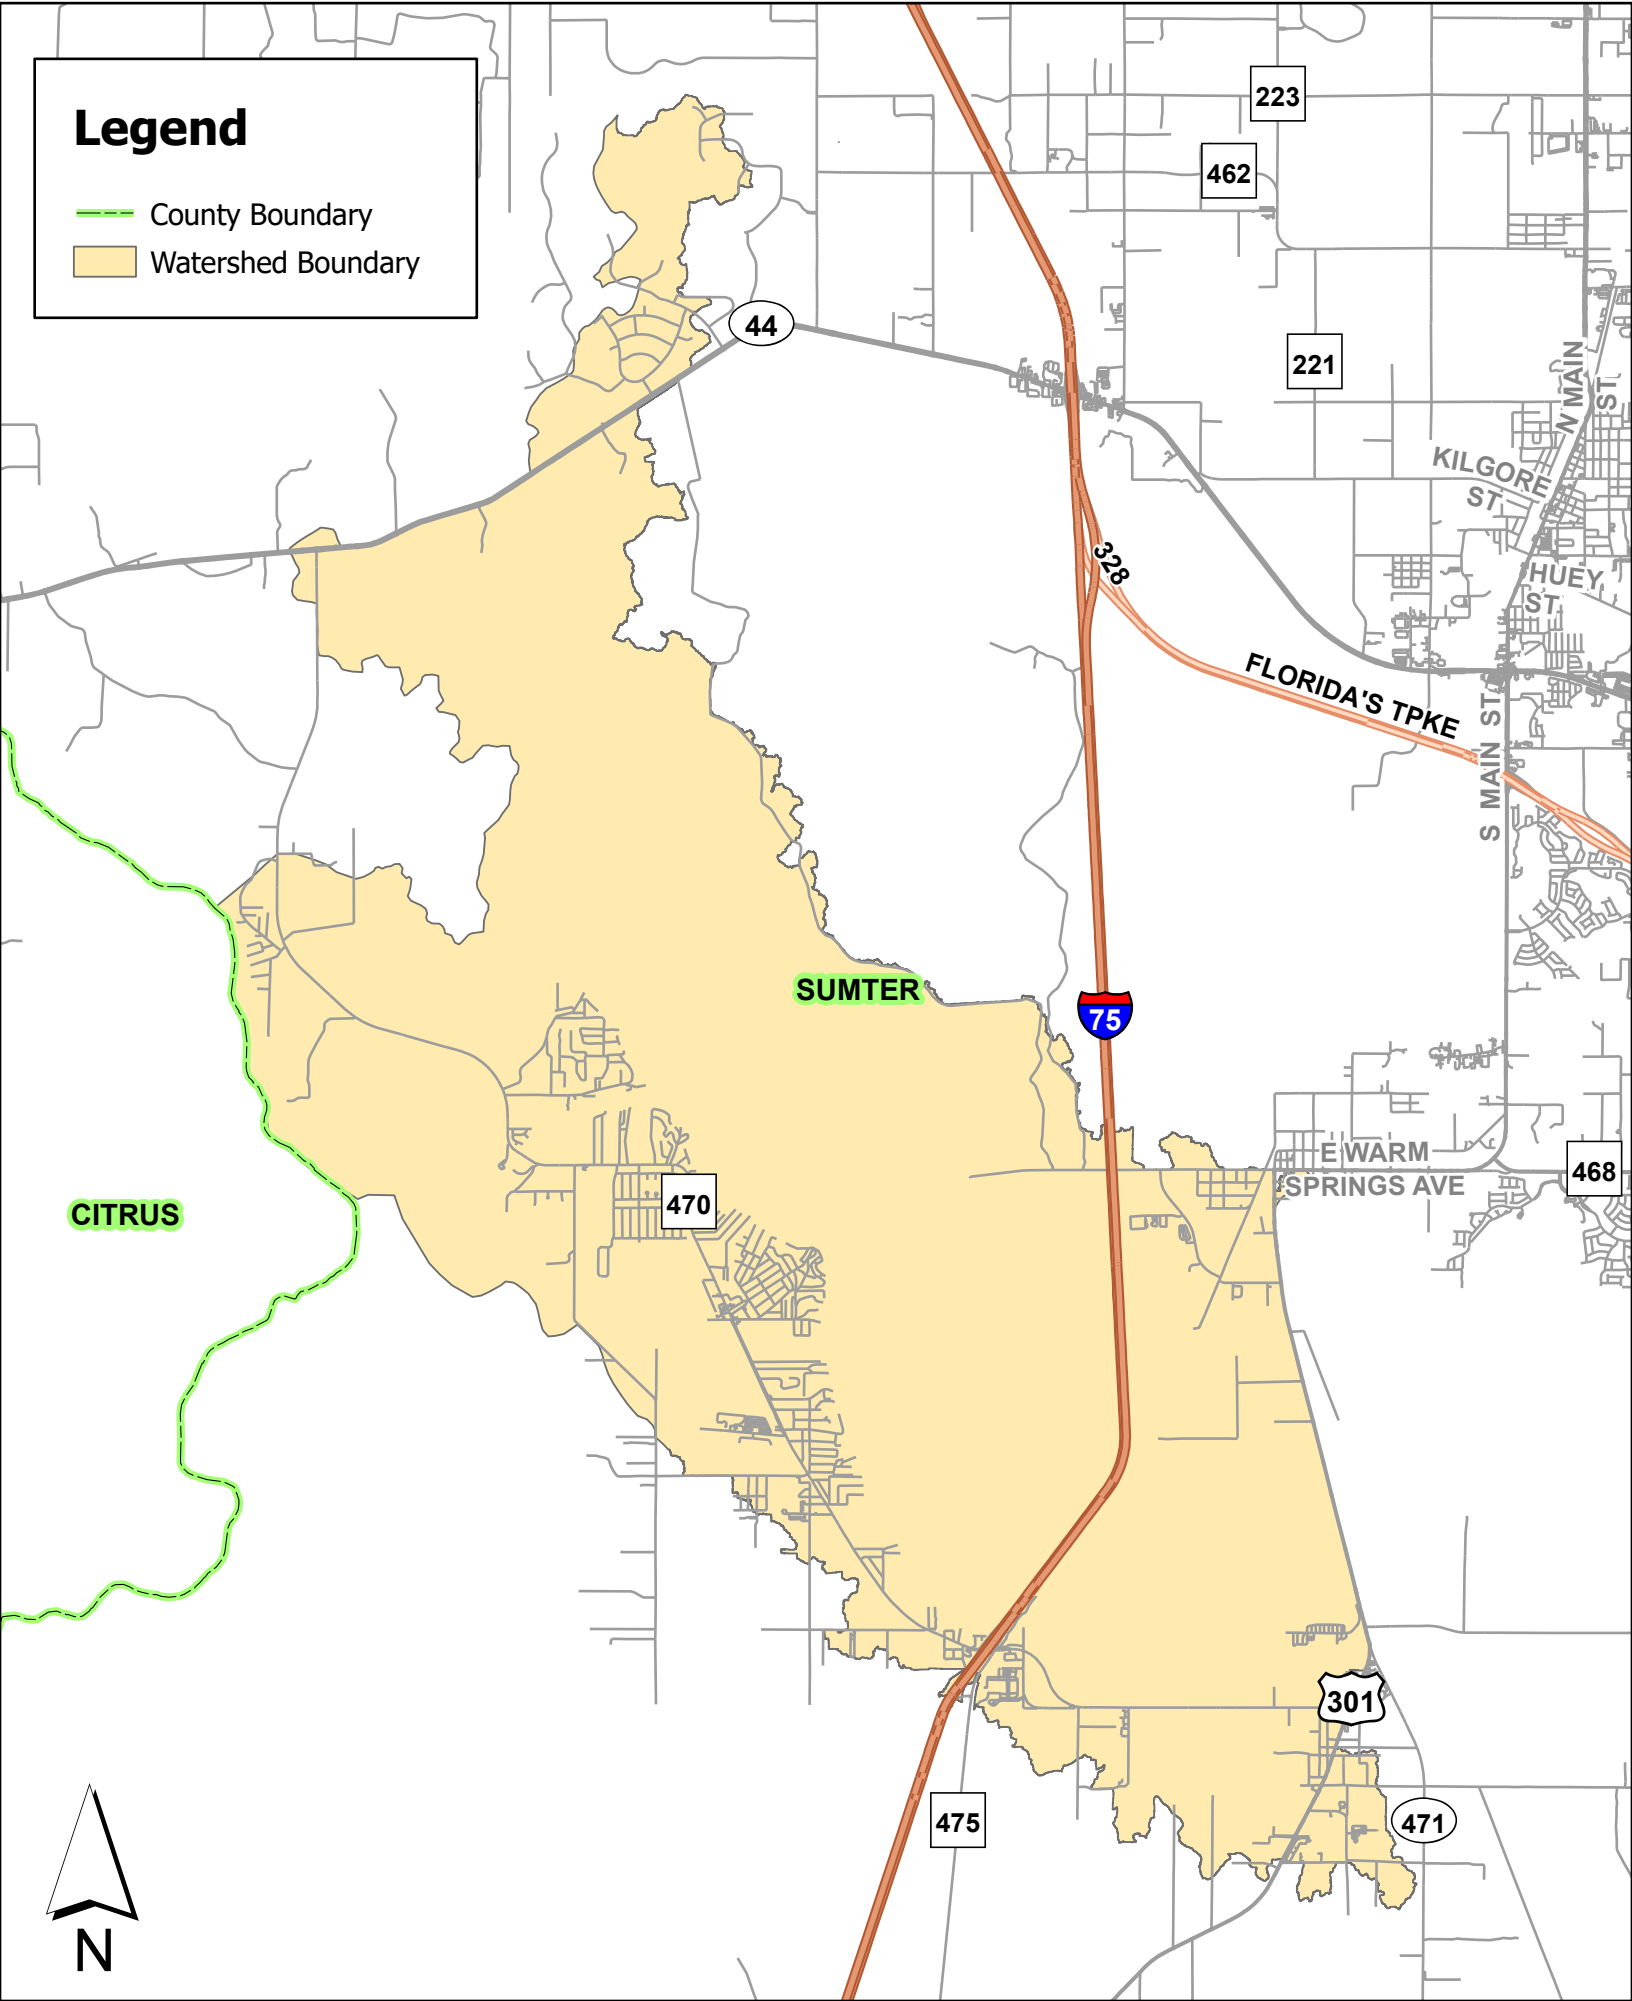 Legend
County Boundary
Watershed Boundary
223
462
44
221
N MAIN
ST
KILGORE
ST
328
HUEY
ST
FLORIDA'S TPKE
S MAIN ST
SUMTER
75
E WARM
SPRINGS AVE
468
470
CITRUS
301
475
471
N